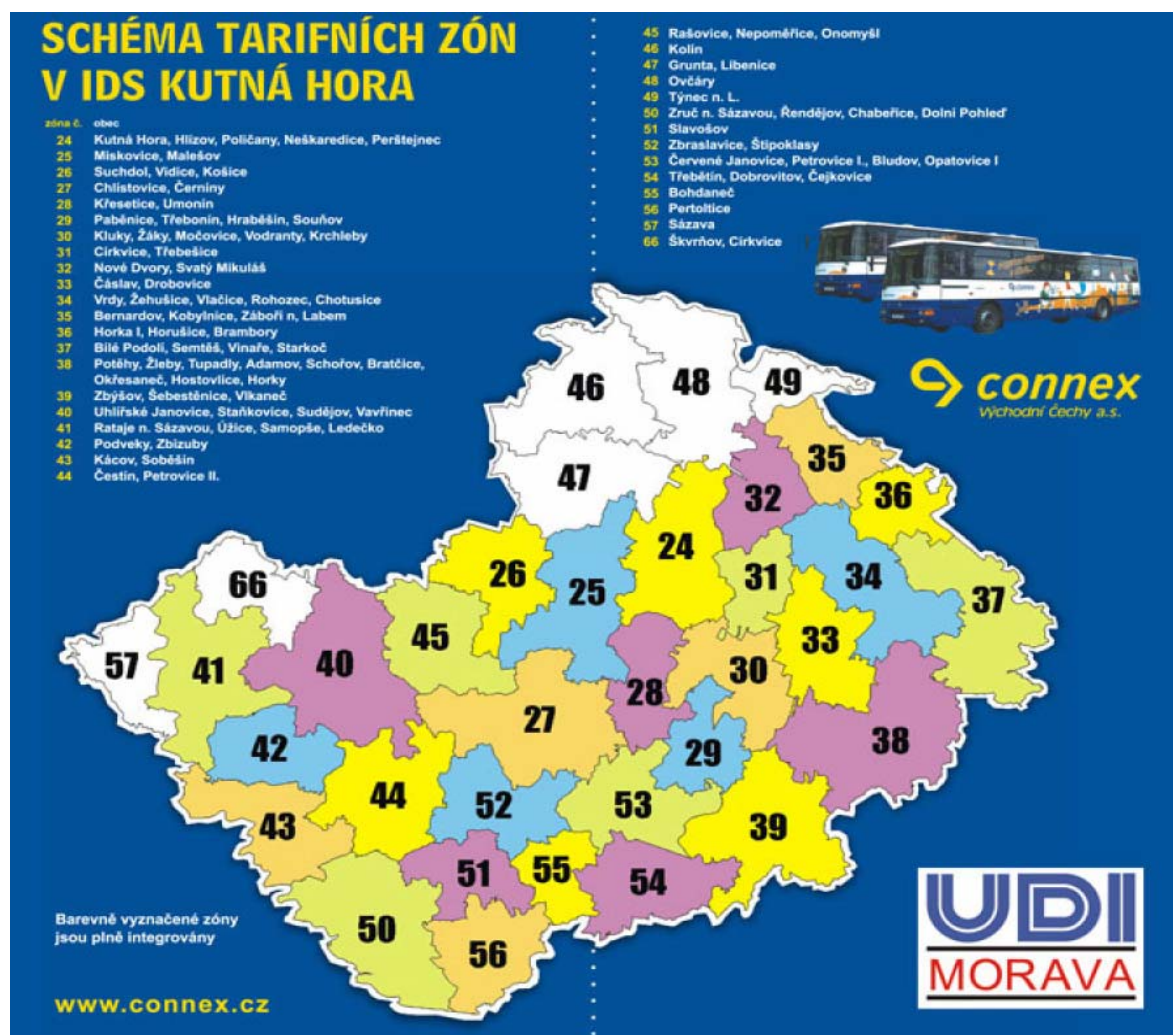 SCHÉMA TARIFNÍCH ZÓN
V IDS KUTNÁ HORA
zóna č. obec
24 Kutná Hora, Hlízov, Poličany, Neškaredice, Perštejnec
25 Miskovice, Malešov
26 Suchdol, Vidice, Košice
27 Chlístovice, Černiny
28 Křesetice, Umonín
29 Paběnice, Třebonín, Hraběšín, Souňov
30 Kluky, Žáky, Močovice, Vodranty, Krchleby
31 Církvice, Třebešice
32 Nové Dvory, Svatý Mikuláš
33 Čáslav, Drobovice
34 Vrdy, Žehušice, Vlačice, Rohozec, Chotusice
35 Bernardov, Kobylnice, Záboří n, Labem
36 Horka I, Horušice, Brambory
37 Bílé Podolí, Semtěš, Vinaře, Starkoč
38 Potěhy, Žleby, Tupadly, Adamov, Schořov, Bratčice,
Okřesaneč, Hostovlice, Horky
39 Zbýšov, Šebestěnice, Vlkaneč
40 Uhlířské Janovice, Staňkovice, Sudějov, Vavřinec
41 Rataje n. Sázavou, Úžice, Samopše, Ledečko
42 Podveky, Zbizuby
43 Kácov, Soběšín
44 Čestín, Petrovice II.
45 Rašovice, Nepoměřice, Onomyšl
46 Kolín
47 Grunta, Libenice
48 Ovčáry
49 Týnec n. L.
50 Zruč n. Sázavou, Řendějov, Chabeřice, Dolní Pohleď
51 Slavošov
52 Zbraslavice, Štipoklasy
53 Červené Janovice, Petrovice I., Bludov, Opatovice I
54 Třebětín, Dobrovítov, Čejkovice
55 Bohdaneč
56 Pertoltice
57 Sázava
66 Škvrňov, Církvice
connex
connex
Východní Čechy a.s.
46 48 49
47 32 35 36
26 25 24 31 34 37
66 45 33
57 41 40 28 30
27 38
42 29
44 52 53 39
43
51 55 54
50 56
Barevně vyznačené zóny
jsou plně integrovány
www.connex.cz
UDI
MORAVA